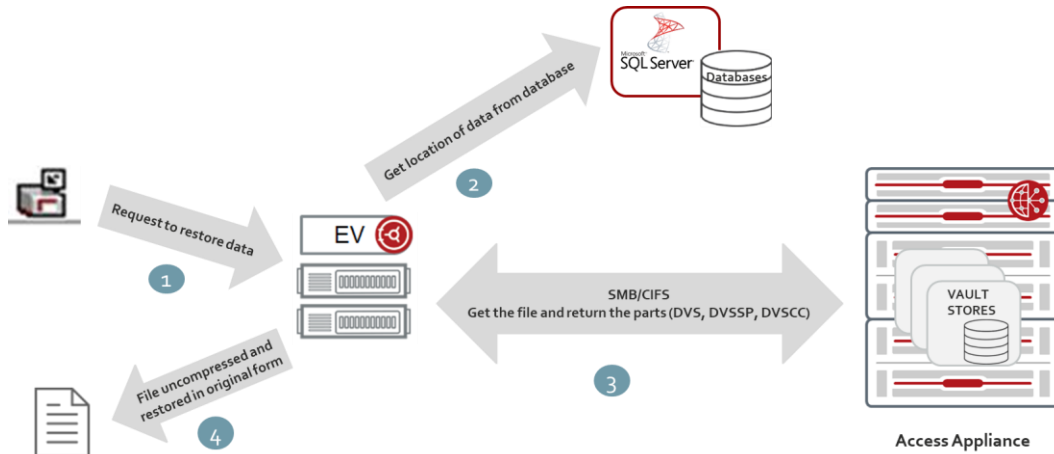 Microsoft®
SQL Server®
Databases
Get location of data from database
2
Request to restore data
1
EV
SMB/CIFS
Get the file and return the parts (DVS, DVSSP, DVSCC)
3
VAULT
STORES
File uncompressed and
restored in original form
4
Access Appliance